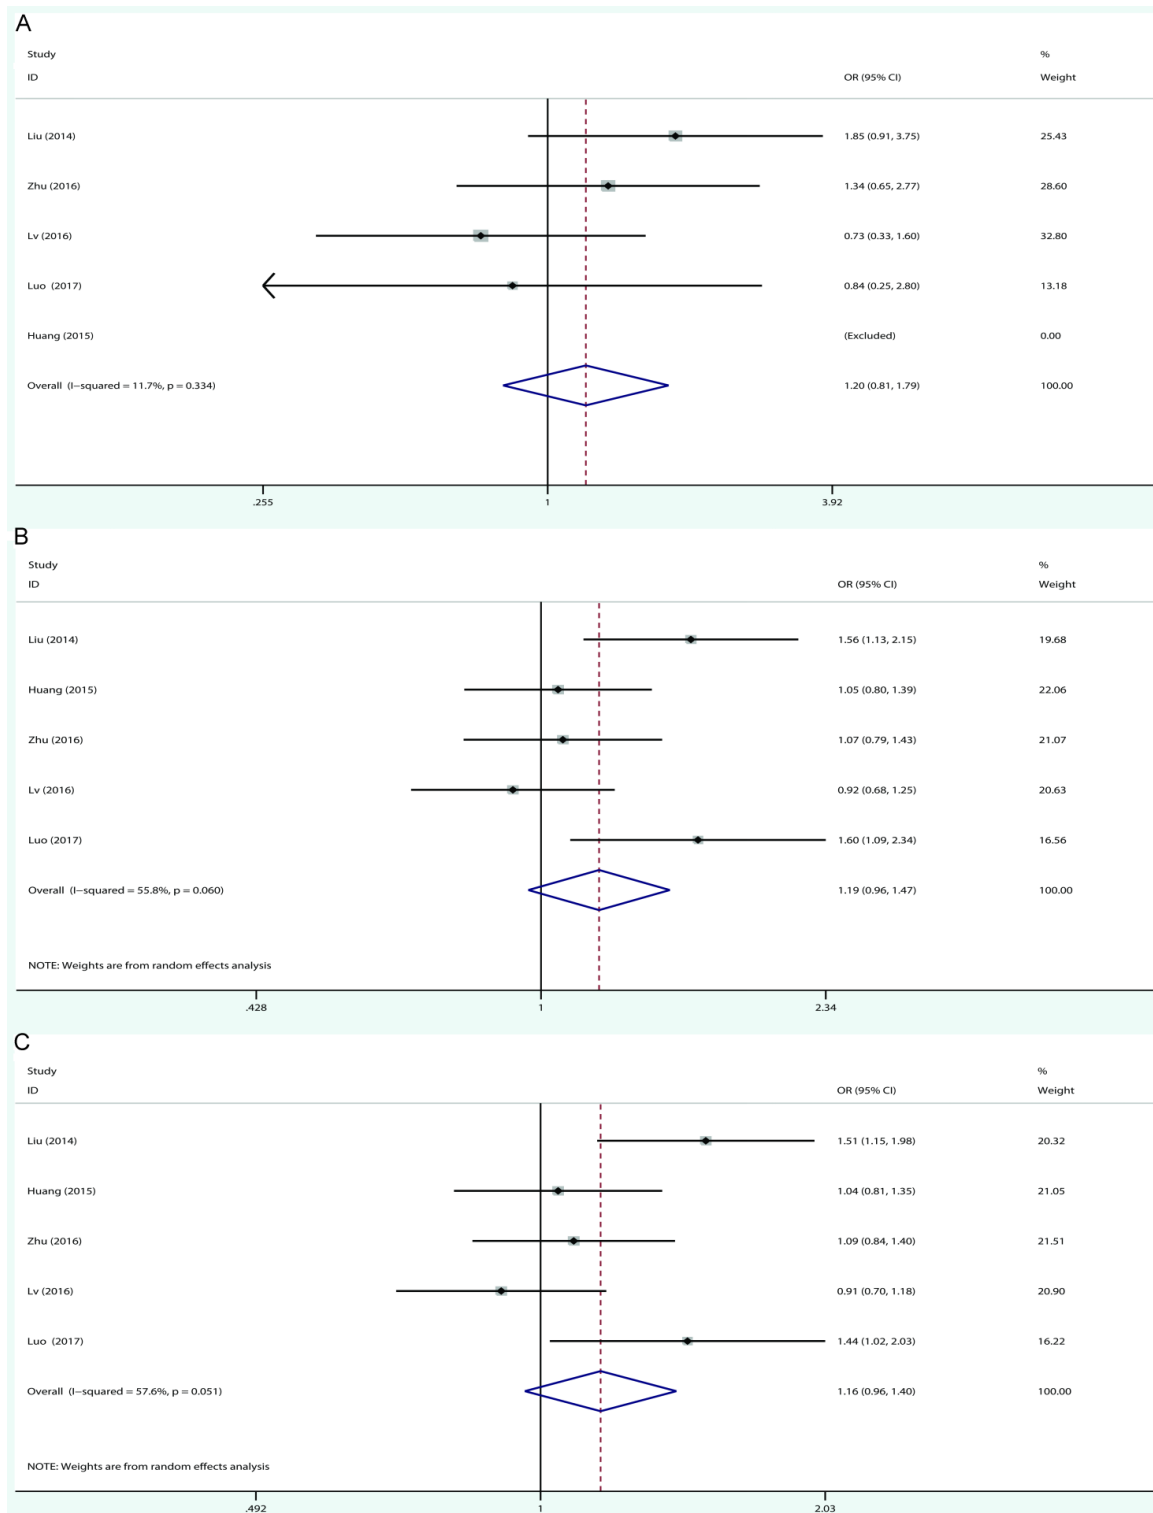 A
Study %
ID OR (95% CI) Weight
Liu (2014) 1.85 (0.91, 3.75) 25.43
Zhu (2016) 1.34 (0.65, 2.77) 28.60
Lv (2016) 0.73 (0.33, 1.60) 32.80
Luo (2017) 0.84 (0.25, 2.80) 13.18
Huang (2015) (Excluded) 0.00
Overall (I−squared = 11.7%, p = 0.334) 1.20 (0.81, 1.79) 100.00
.255 1 3.92
B
Study %
ID OR (95% CI) Weight
Liu (2014) 1.56 (1.13, 2.15) 19.68
Huang (2015) 1.05 (0.80, 1.39) 22.06
Zhu (2016) 1.07 (0.79, 1.43) 21.07
Lv (2016) 0.92 (0.68, 1.25) 20.63
Luo (2017) 1.60 (1.09, 2.34) 16.56
Overall (I−squared = 55.8%, p = 0.060) 1.19 (0.96, 1.47) 100.00
NOTE: Weights are from random effects analysis
.428 1 2.34
C
Study %
ID OR (95% CI) Weight
Liu (2014) 1.51 (1.15, 1.98) 20.32
Huang (2015) 1.04 (0.81, 1.35) 21.05
Zhu (2016) 1.09 (0.84, 1.40) 21.51
Lv (2016) 0.91 (0.70, 1.18) 20.90
Luo (2017) 1.44 (1.02, 2.03) 16.22
Overall (I−squared = 57.6%, p = 0.051) 1.16 (0.96, 1.40) 100.00
NOTE: Weights are from random effects analysis
.492 1 2.03